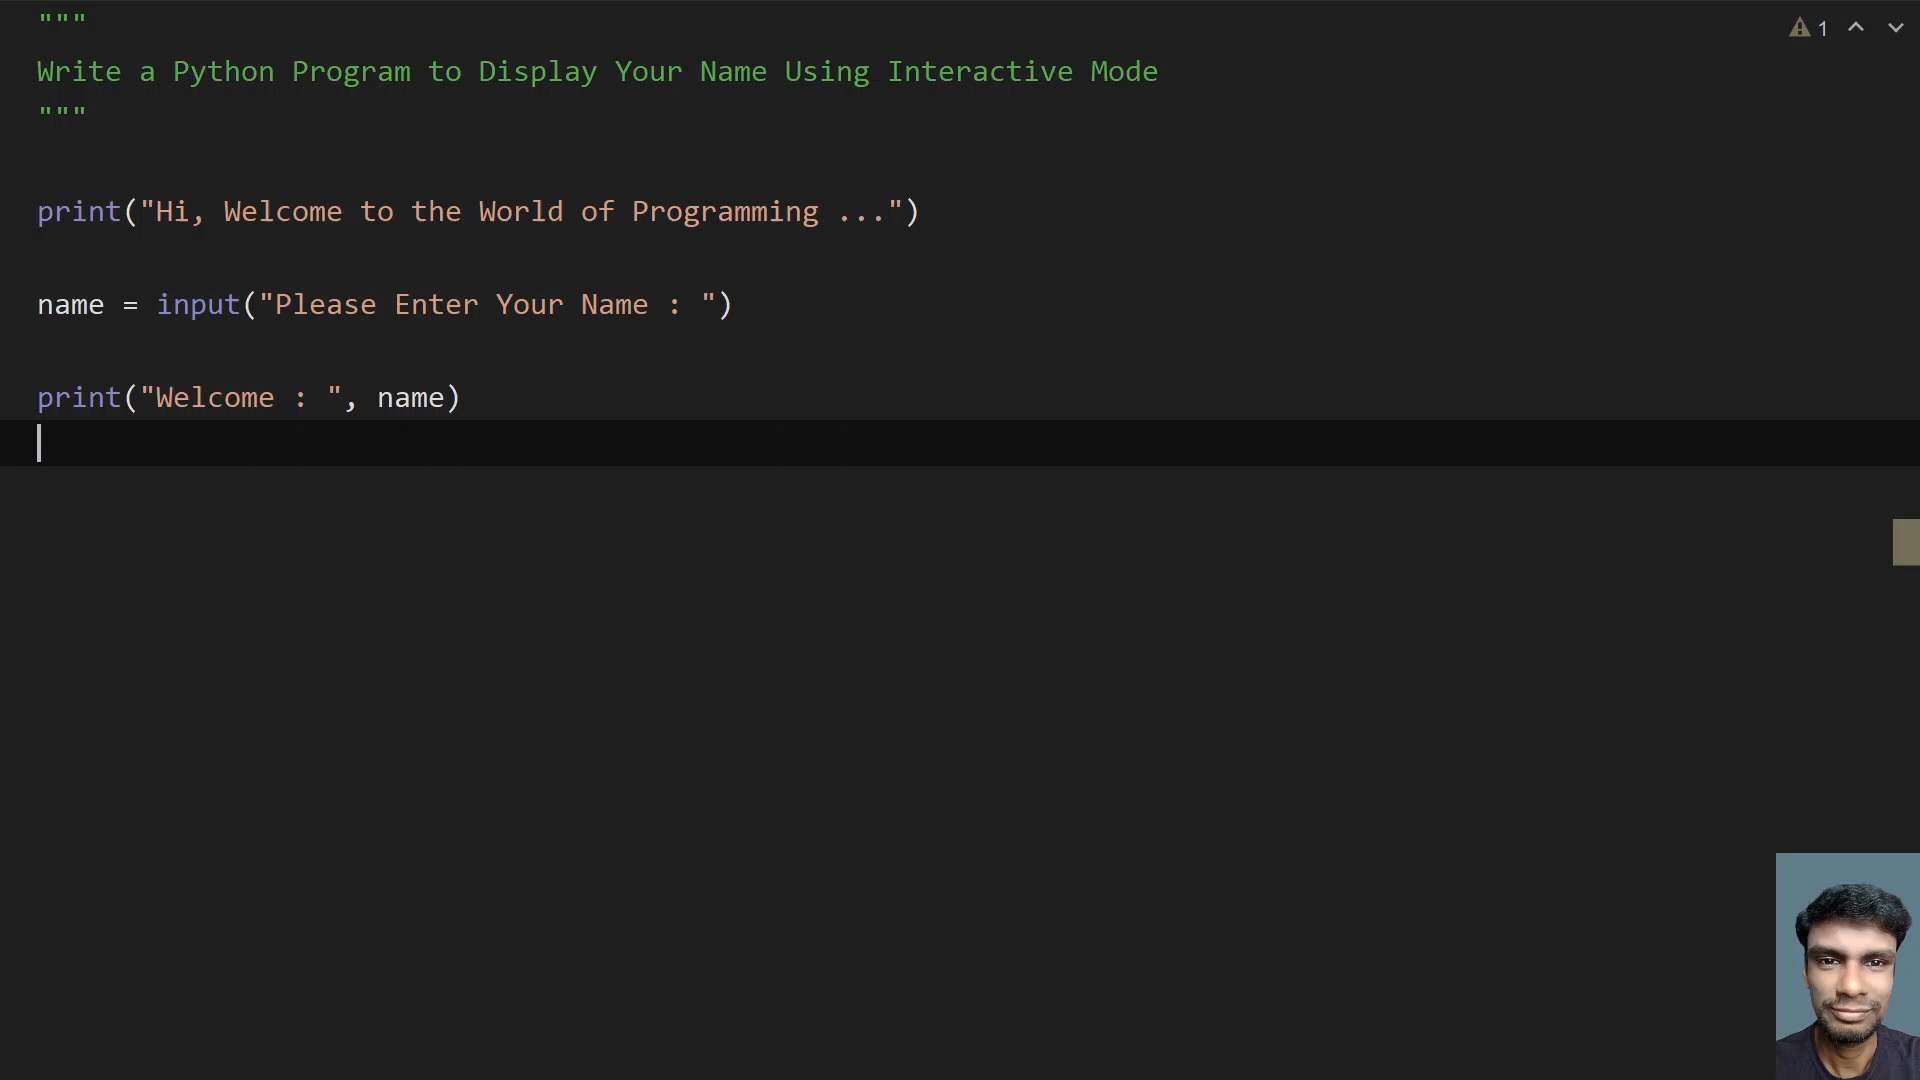 """
Write a Python Program to Display Your Name Using Interactive Mode
"""
print("Hi, Welcome to the World of Programming ...")
name = input("Please Enter Your Name : ")
print("Welcome : ", name)
1